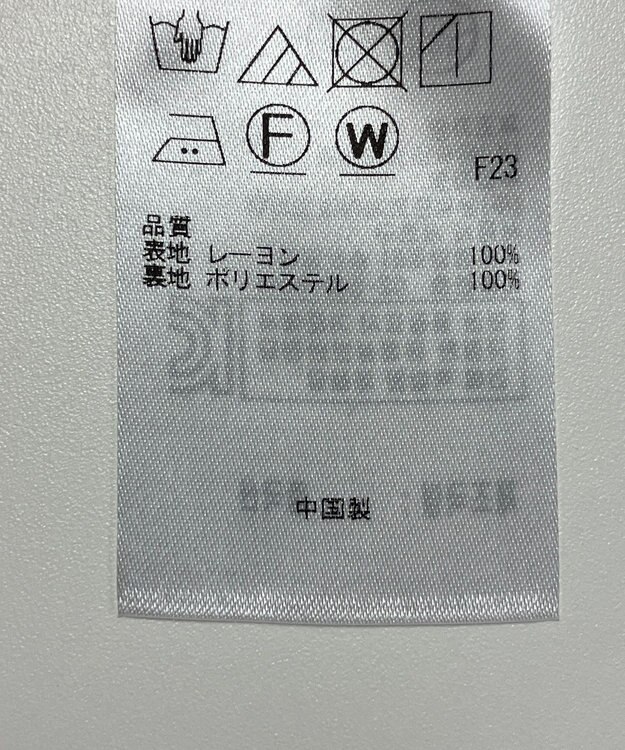 F W
F23
品質
表地 レーヨン 100%
裏地 ポリエステル 100%
中国製